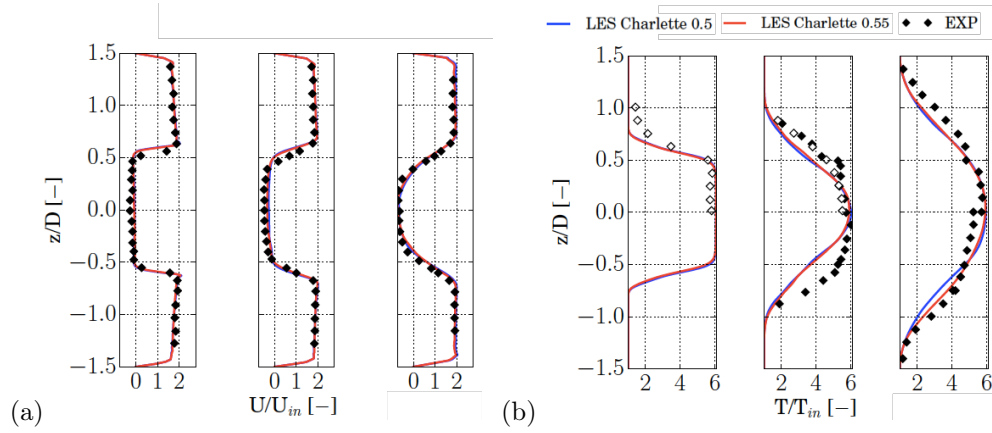 LES Charlette 0.5 LES Charlette 0.55 EXP
1.5
1.0
0.5
0.0
−0.5
−1.0
−1.5
z/D [−]
0 1 2 0 1 2 0 1 2
U/U_in [−]
(a)
1.5
1.0
0.5
0.0
−0.5
−1.0
−1.5
z/D [−]
2 4 6 2 4 6 2 4 6
T/T_in [−]
(b)